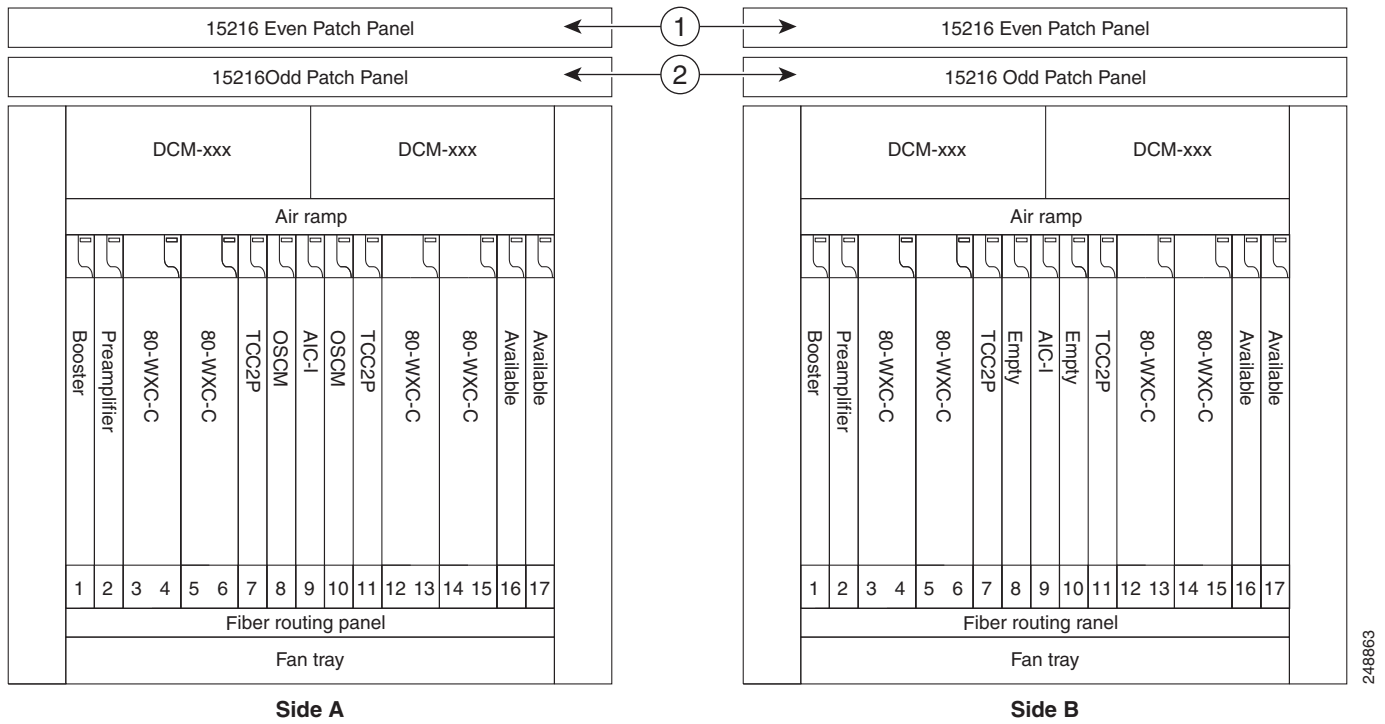 15216 Even Patch Panel
1
15216 Even Patch Panel
15216Odd Patch Panel
2
15216 Odd Patch Panel
DCM-xxx
DCM-xxx
Air ramp
Booster
Preamplifier
80-WXC-C
80-WXC-C
TCC2P
OSCM
AIC-I
OSCM
TCC2P
80-WXC-C
80-WXC-C
Available
Available
1 2 3 4 5 6 7 8 9 10 11 12 13 14 15 16 17
Fiber routing panel
Fan tray
Side A
DCM-xxx
DCM-xxx
Air ramp
Booster
Preamplifier
80-WXC-C
80-WXC-C
TCC2P
Empty
AIC-I
Empty
TCC2P
80-WXC-C
80-WXC-C
Available
Available
1 2 3 4 5 6 7 8 9 10 11 12 13 14 15 16 17
Fiber routing ranel
Fan tray
Side B
248863